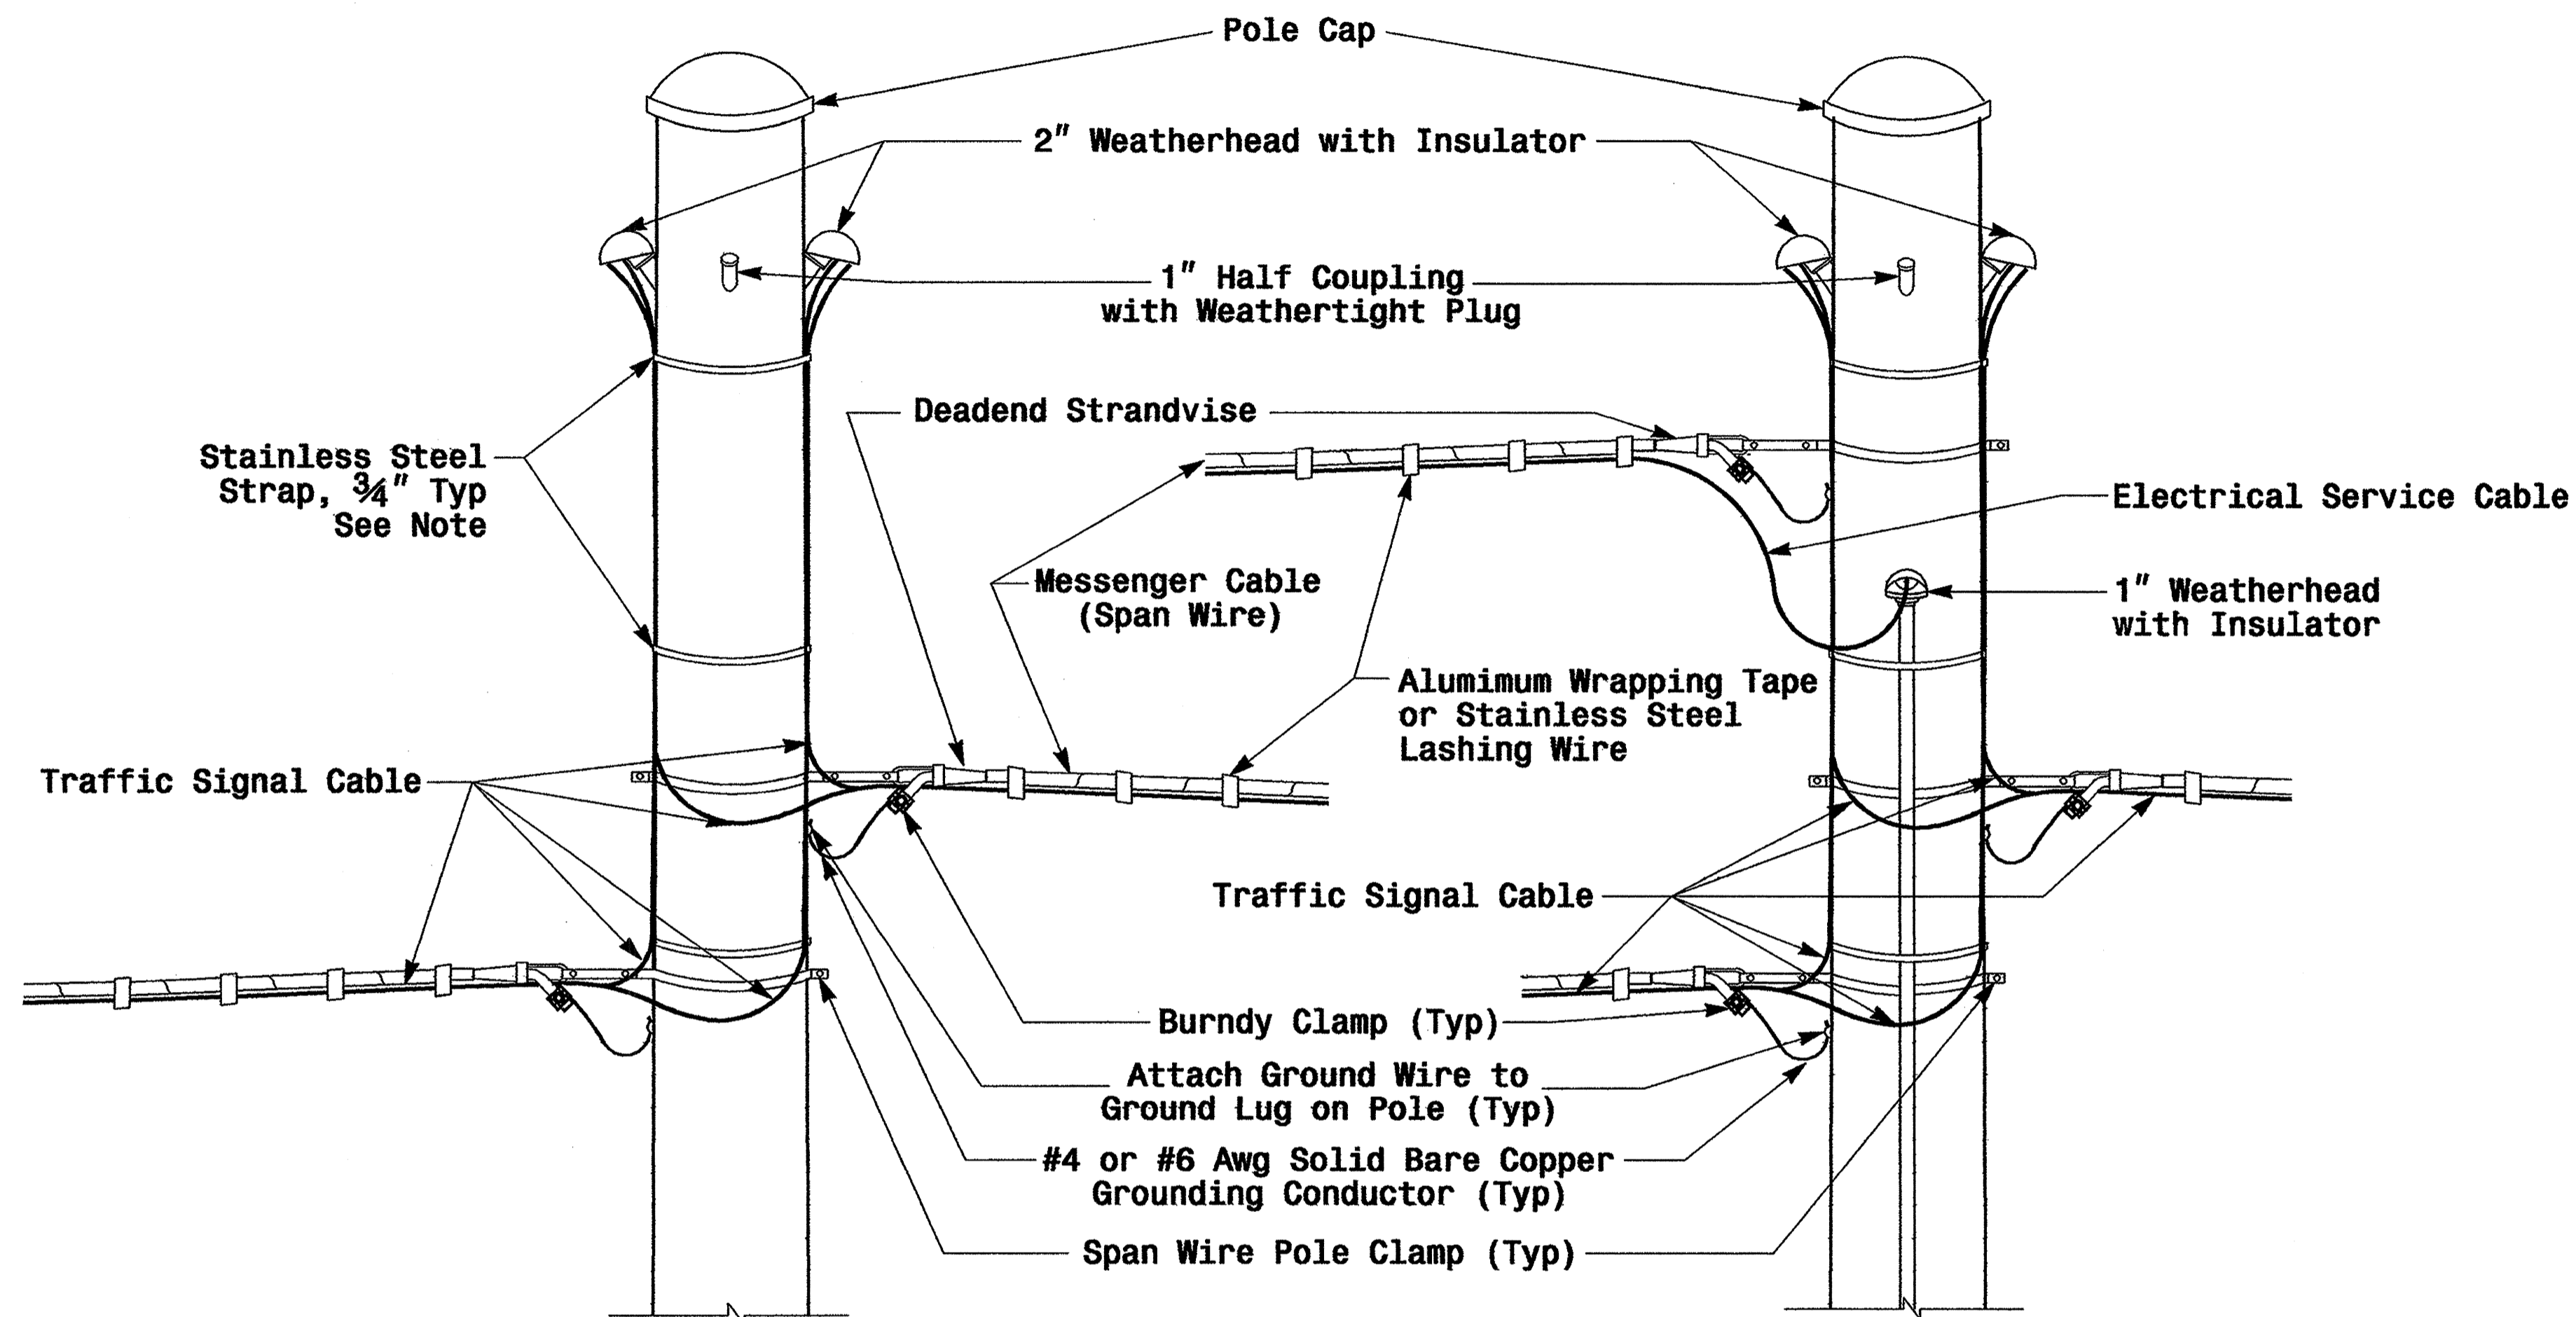 Pole Cap
2" Weatherhead with Insulator
1" Half Coupling
with Weathertight Plug
Deadend Strandvise
Stainless Steel
Strap, ¾" Typ
See Note
Electrical Service Cable
Messenger Cable
(Span Wire)
1" Weatherhead
with Insulator
Alumimum Wrapping Tape
or Stainless Steel
Lashing Wire
Traffic Signal Cable
Traffic Signal Cable
Burndy Clamp (Typ)
Attach Ground Wire to
Ground Lug on Pole (Typ)
#4 or #6 Awg Solid Bare Copper
Grounding Conductor (Typ)
Span Wire Pole Clamp (Typ)